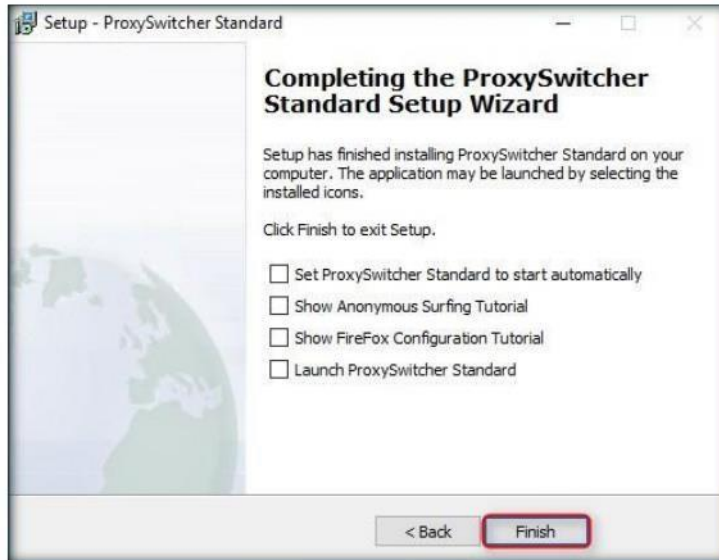 Setup - ProxySwitcher Standard
Completing the ProxySwitcher
Standard Setup Wizard
Setup has finished installing ProxySwitcher Standard on your
computer. The application may be launched by selecting the
installed icons.
Click Finish to exit Setup.
Set ProxySwitcher Standard to start automatically
Show Anonymous Surfing Tutorial
Show FireFox Configuration Tutorial
Launch ProxySwitcher Standard
< Back
Finish